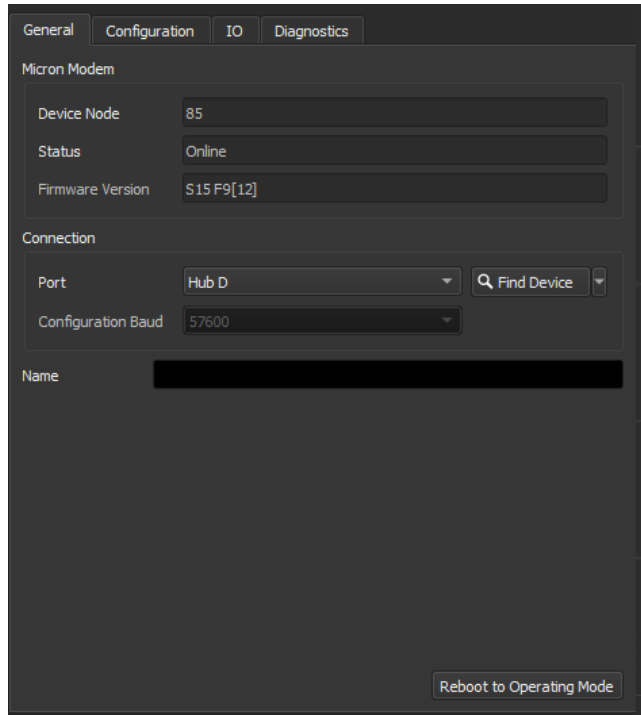 General Configuration IO Diagnostics
Micron Modem
Device Node 85
Status Online
Firmware Version S15 F9[12]
Connection
Port Hub D Find Device
Configuration Baud 57600
Name
Reboot to Operating Mode